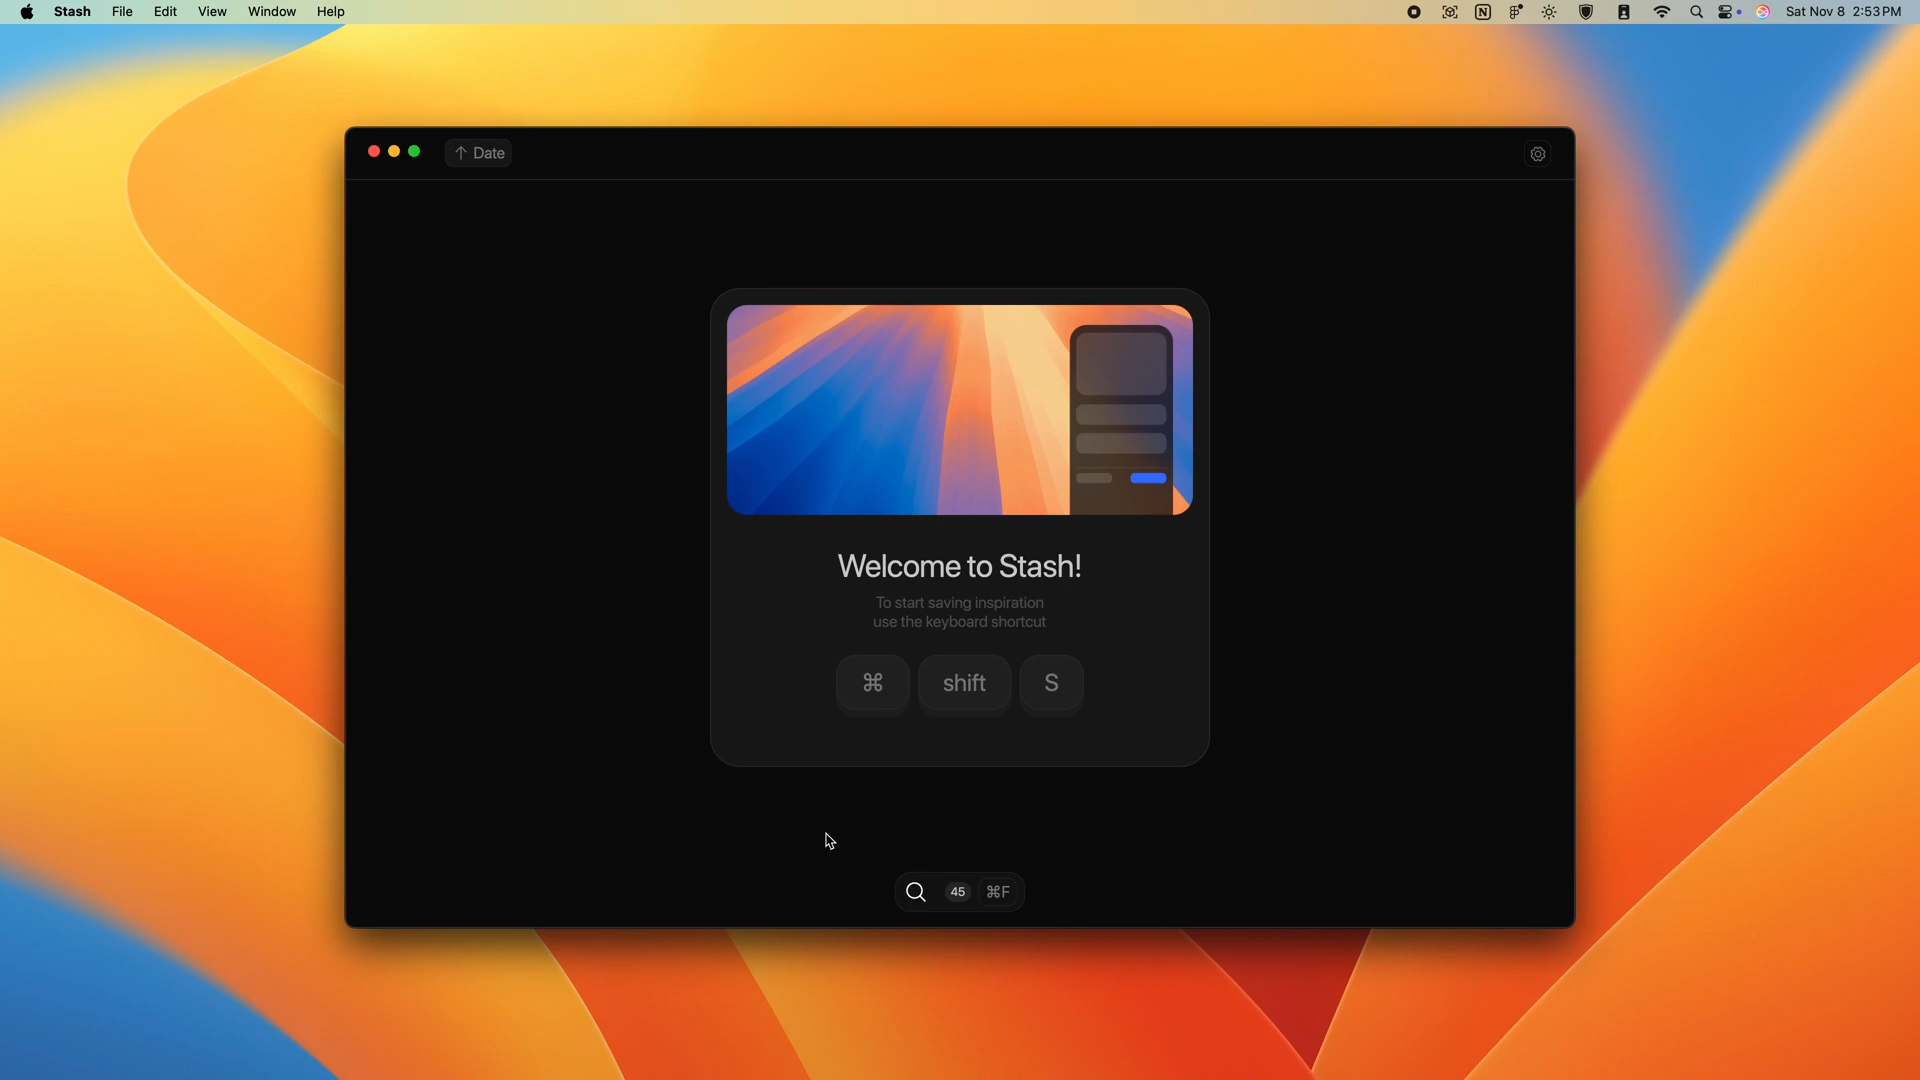 Stash File Edit View Window Help Sat Nov 8 2:53 PM
↑ Date
Welcome to Stash!
To start saving inspiration
use the keyboard shortcut
⌘ shift S
45 ⌘F